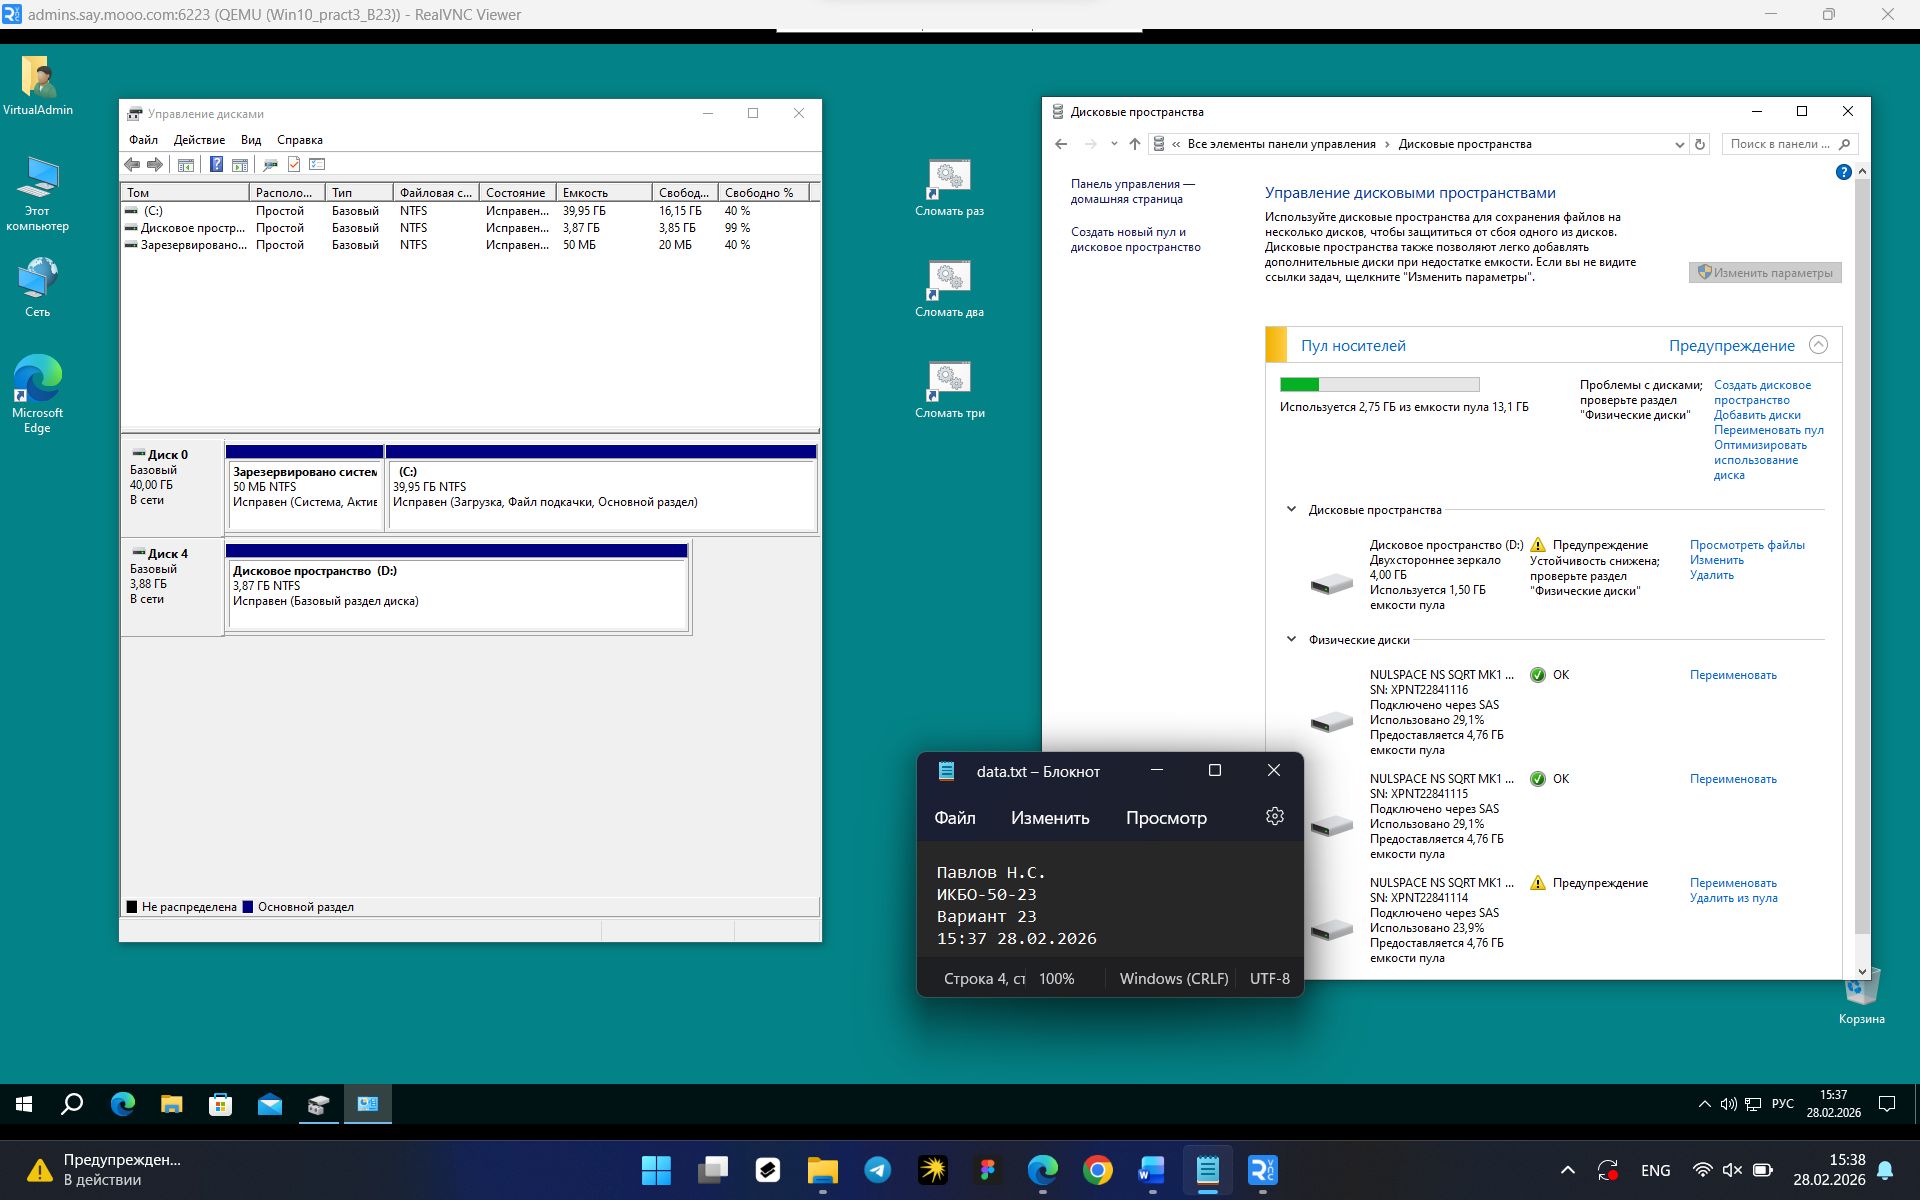 admins.say.mooo.com:6223 (QEMU (Win10_pract3_B23)) - RealVNC Viewer
VirtualAdmin
Этот
компьютер
Сеть
Microsoft
Edge
Управление дисками
Файл Действие Вид Справка
Том Располо... Тип Файловая с... Состояние Емкость Свобод... Свободно %
(C:) Простой Базовый NTFS Исправен... 39,95 ГБ 16,15 ГБ 40 %
Дисковое простр... Простой Базовый NTFS Исправен... 3,87 ГБ 3,85 ГБ 99 %
Зарезервировано... Простой Базовый NTFS Исправен... 50 МБ 20 МБ 40 %
Диск 0
Базовый
40,00 ГБ
В сети
Зарезервировано систем
50 МБ NTFS
Исправен (Система, Актив
(C:)
39,95 ГБ NTFS
Исправен (Загрузка, Файл подкачки, Основной раздел)
Диск 4
Базовый
3,88 ГБ
В сети
Дисковое пространство (D:)
3,87 ГБ NTFS
Исправен (Базовый раздел диска)
Не распределена Основной раздел
Сломать раз
Сломать два
Сломать три
Дисковые пространства
« Все элементы панели управления › Дисковые пространства
Поиск в панели ...
Панель управления —
домашняя страница
Создать новый пул и
дисковое пространство
Управление дисковыми пространствами
Используйте дисковые пространства для сохранения файлов на
несколько дисков, чтобы защититься от сбоя одного из дисков.
Дисковые пространства также позволяют легко добавлять
дополнительные диски при недостатке емкости. Если вы не видите
ссылки задач, щелкните "Изменить параметры".
Изменить параметры
Пул носителей Предупреждение
Используется 2,75 ГБ из емкости пула 13,1 ГБ
Проблемы с дисками;
проверьте раздел
"Физические диски"
Создать дисковое
пространство
Добавить диски
Переименовать пул
Оптимизировать
использование
диска
Дисковые пространства
Дисковое пространство (D:)
Двухстороннее зеркало
4,00 ГБ
Используется 1,50 ГБ
емкости пула
Предупреждение
Устойчивость снижена;
проверьте раздел
"Физические диски"
Просмотреть файлы
Изменить
Удалить
Физические диски
NULSPACE NS SQRT MK1 ... OK Переименовать
SN: XPNT22841116
Подключено через SAS
Использовано 29,1%
Предоставляется 4,76 ГБ
емкости пула
NULSPACE NS SQRT MK1 ... OK Переименовать
SN: XPNT22841115
Подключено через SAS
Использовано 29,1%
Предоставляется 4,76 ГБ
емкости пула
NULSPACE NS SQRT MK1 ... Предупреждение Переименовать
SN: XPNT22841114 Удалить из пула
Подключено через SAS
Использовано 23,9%
Предоставляется 4,76 ГБ
емкости пула
data.txt – Блокнот
Файл Изменить Просмотр
Павлов Н.С.
ИКБО-50-23
Вариант 23
15:37 28.02.2026
Строка 4, ст 100% Windows (CRLF) UTF-8
Корзина
РУС
15:37
28.02.2026
Предупрежден...
В действии
ENG
15:38
28.02.2026